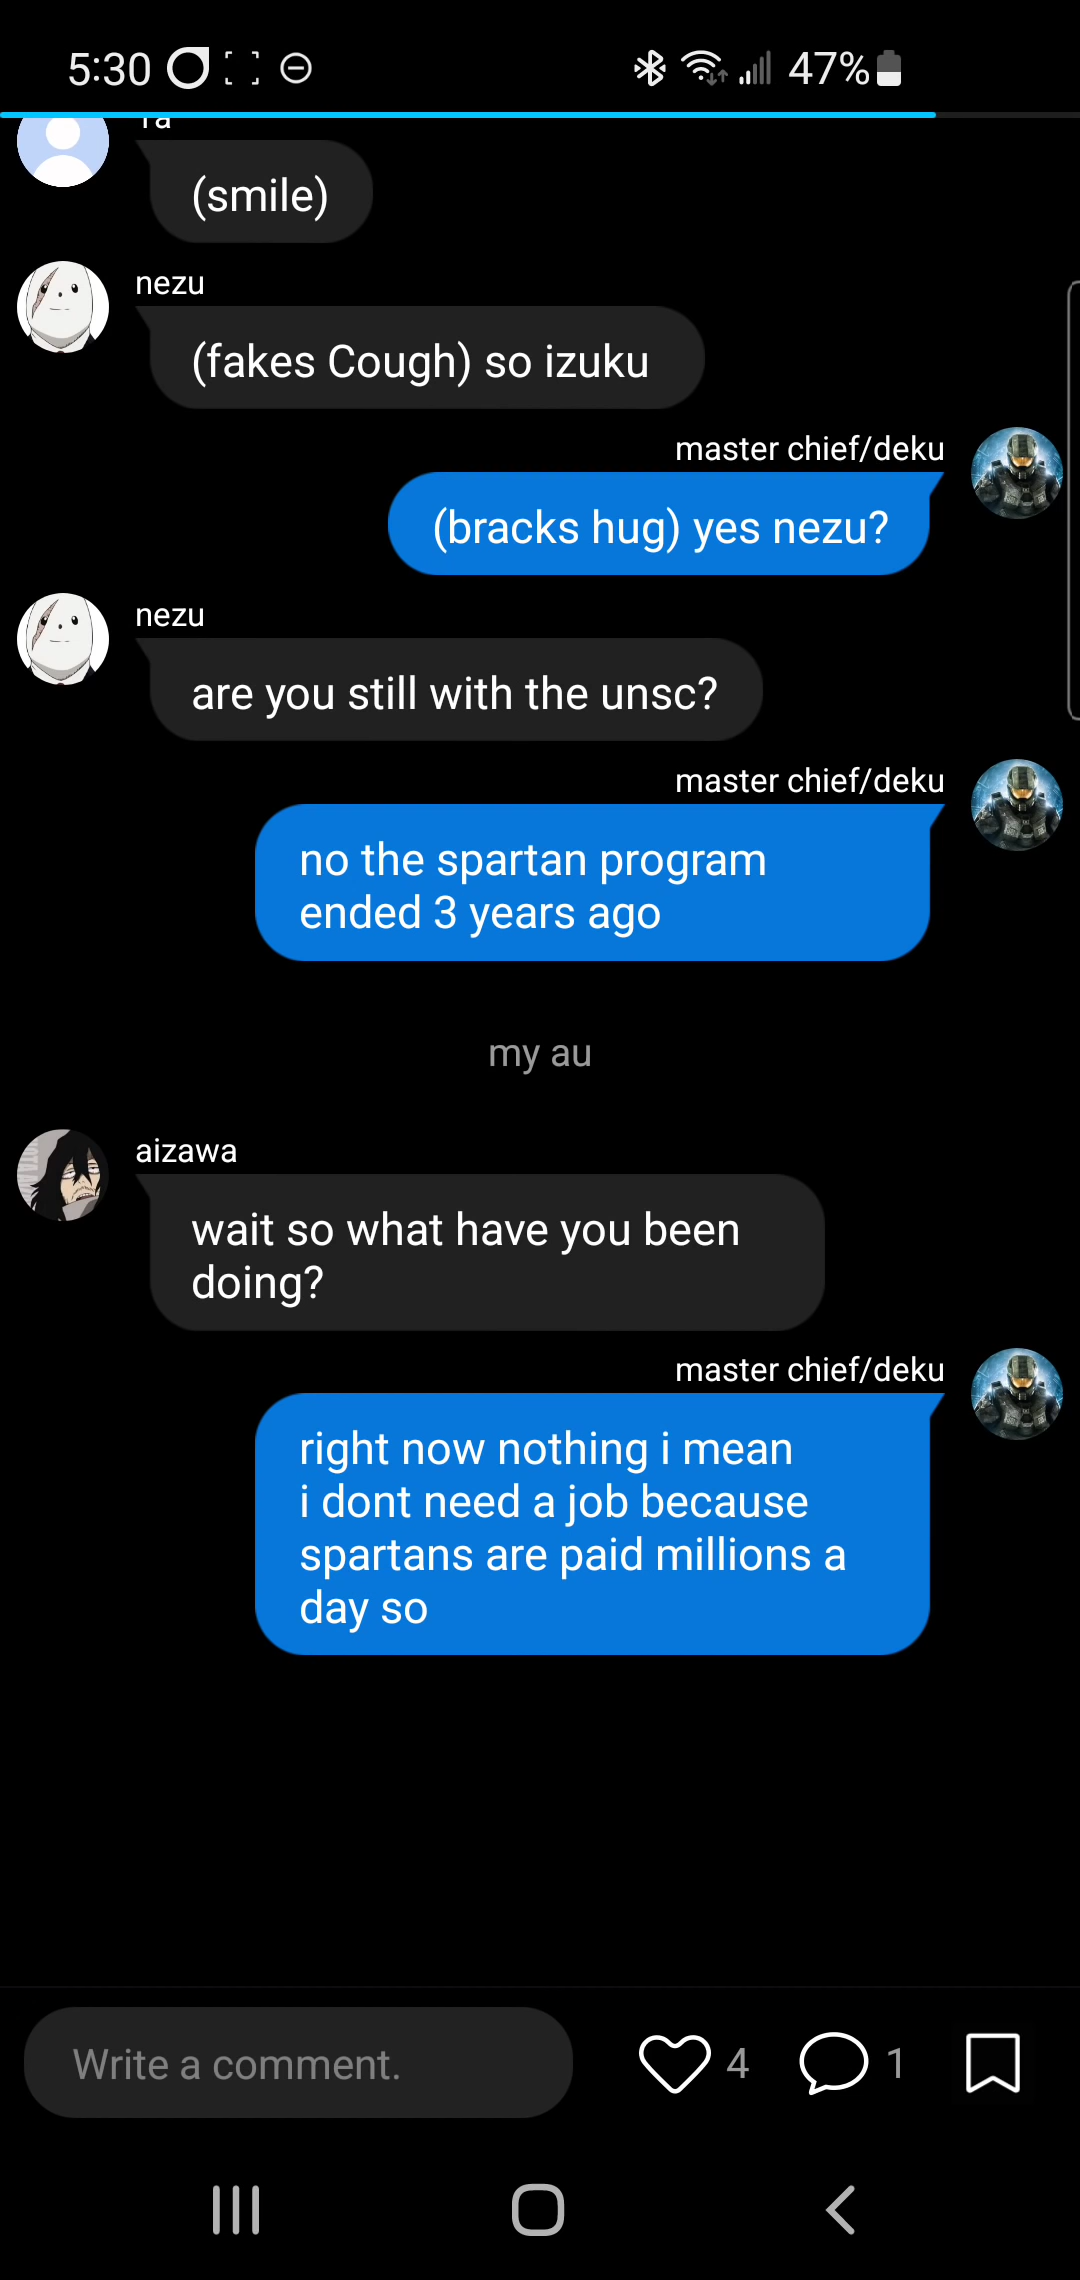 5:30 47%
(smile)
nezu
(fakes Cough) so izuku
master chief/deku
(bracks hug) yes nezu?
nezu
are you still with the unsc?
master chief/deku
no the spartan program
ended 3 years ago
my au
aizawa
wait so what have you been
doing?
master chief/deku
right now nothing i mean
i dont need a job because
spartans are paid millions a
day so
Write a comment. 4 1